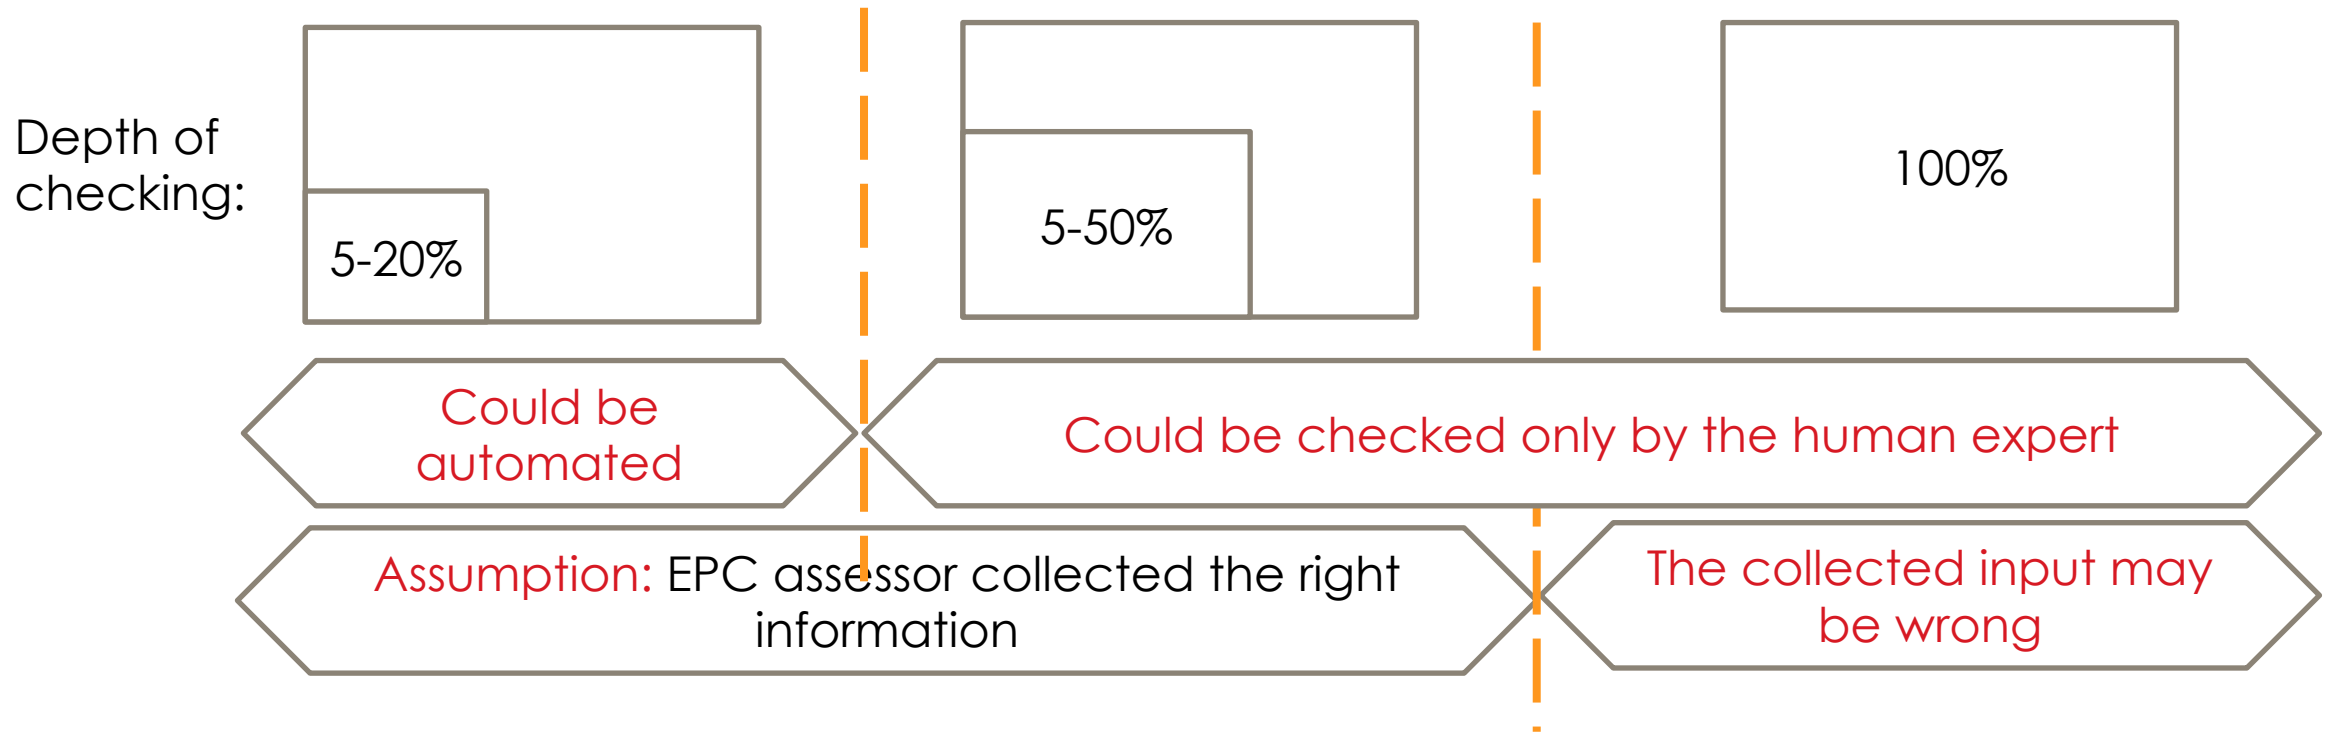 Depth of
checking:
5-20%
5-50%
100%
Could be
automated
Could be checked only by the human expert
Assumption: EPC assessor collected the right
information
The collected input may
be wrong